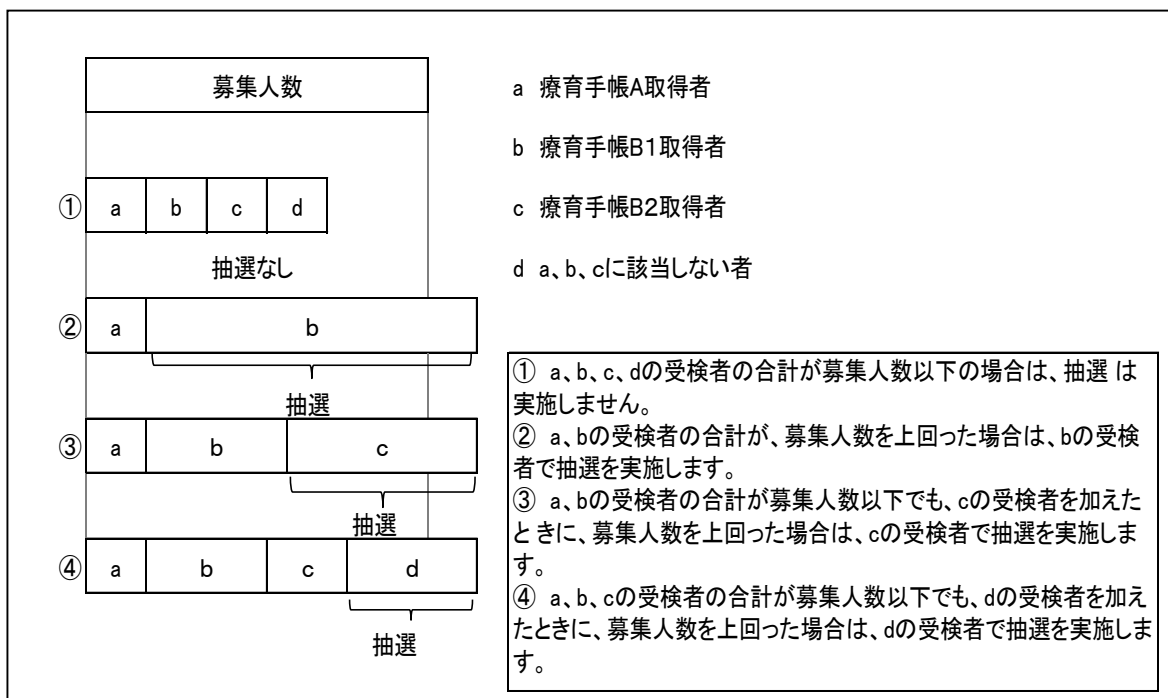 募集人数
a 療育手帳A取得者
b 療育手帳B1取得者
c 療育手帳B2取得者
d a、b、cに該当しない者
① a b c d
抽選なし
② a b
抽選
③ a b c
抽選
④ a b c d
抽選
① a、b、c、dの受検者の合計が募集人数以下の場合は、抽選 は
実施しません。
② a、bの受検者の合計が、募集人数を上回った場合は、bの受検
者で抽選を実施します。
③ a、bの受検者の合計が募集人数以下でも、cの受検者を加えた
ときに、募集人数を上回った場合は、cの受検者で抽選を実施しま
す。
④ a、b、cの受検者の合計が募集人数以下でも、dの受検者を加え
たときに、募集人数を上回った場合は、dの受検者で抽選を実施しま
す。